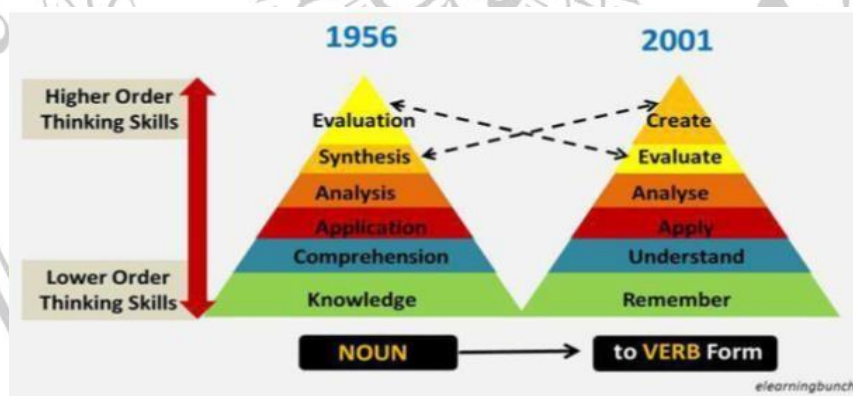 1956
2001
Higher Order
Thinking Skills
Evaluation
Create
Synthesis
Evaluate
Analysis
Analyse
Application
Apply
Comprehension
Understand
Lower Order
Thinking Skills
Knowledge
Remember
NOUN
to VERB Form
elearningbunch